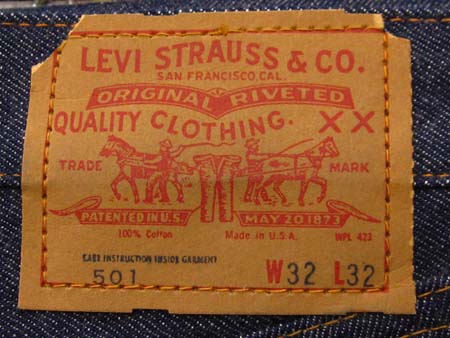 LEVI STRAUSS & CO.
SAN FRANCISCO, CAL.
ORIGINAL RIVETED
QUALITY CLOTHING. XX
TRADE MARK
PATENTED IN U.S. MAY 20 1873
100% Cotton Made in U.S.A. WPL 423
CARE INSTRUCTION INSIDE GARMENT
501 W32 L32